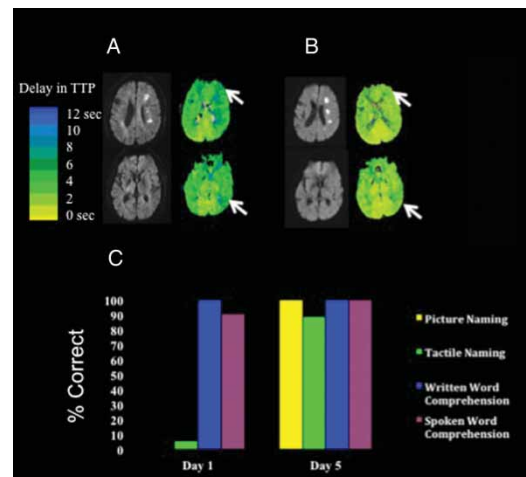 A
B
Delay in TTP
12 sec
10
8
6
4
2
0 sec
C
% Correct
100
90
80
70
60
50
40
30
20
10
0
Day 1
Day 5
Picture Naming
Tactile Naming
Written Word
Comprehension
Spoken Word
Comprehension